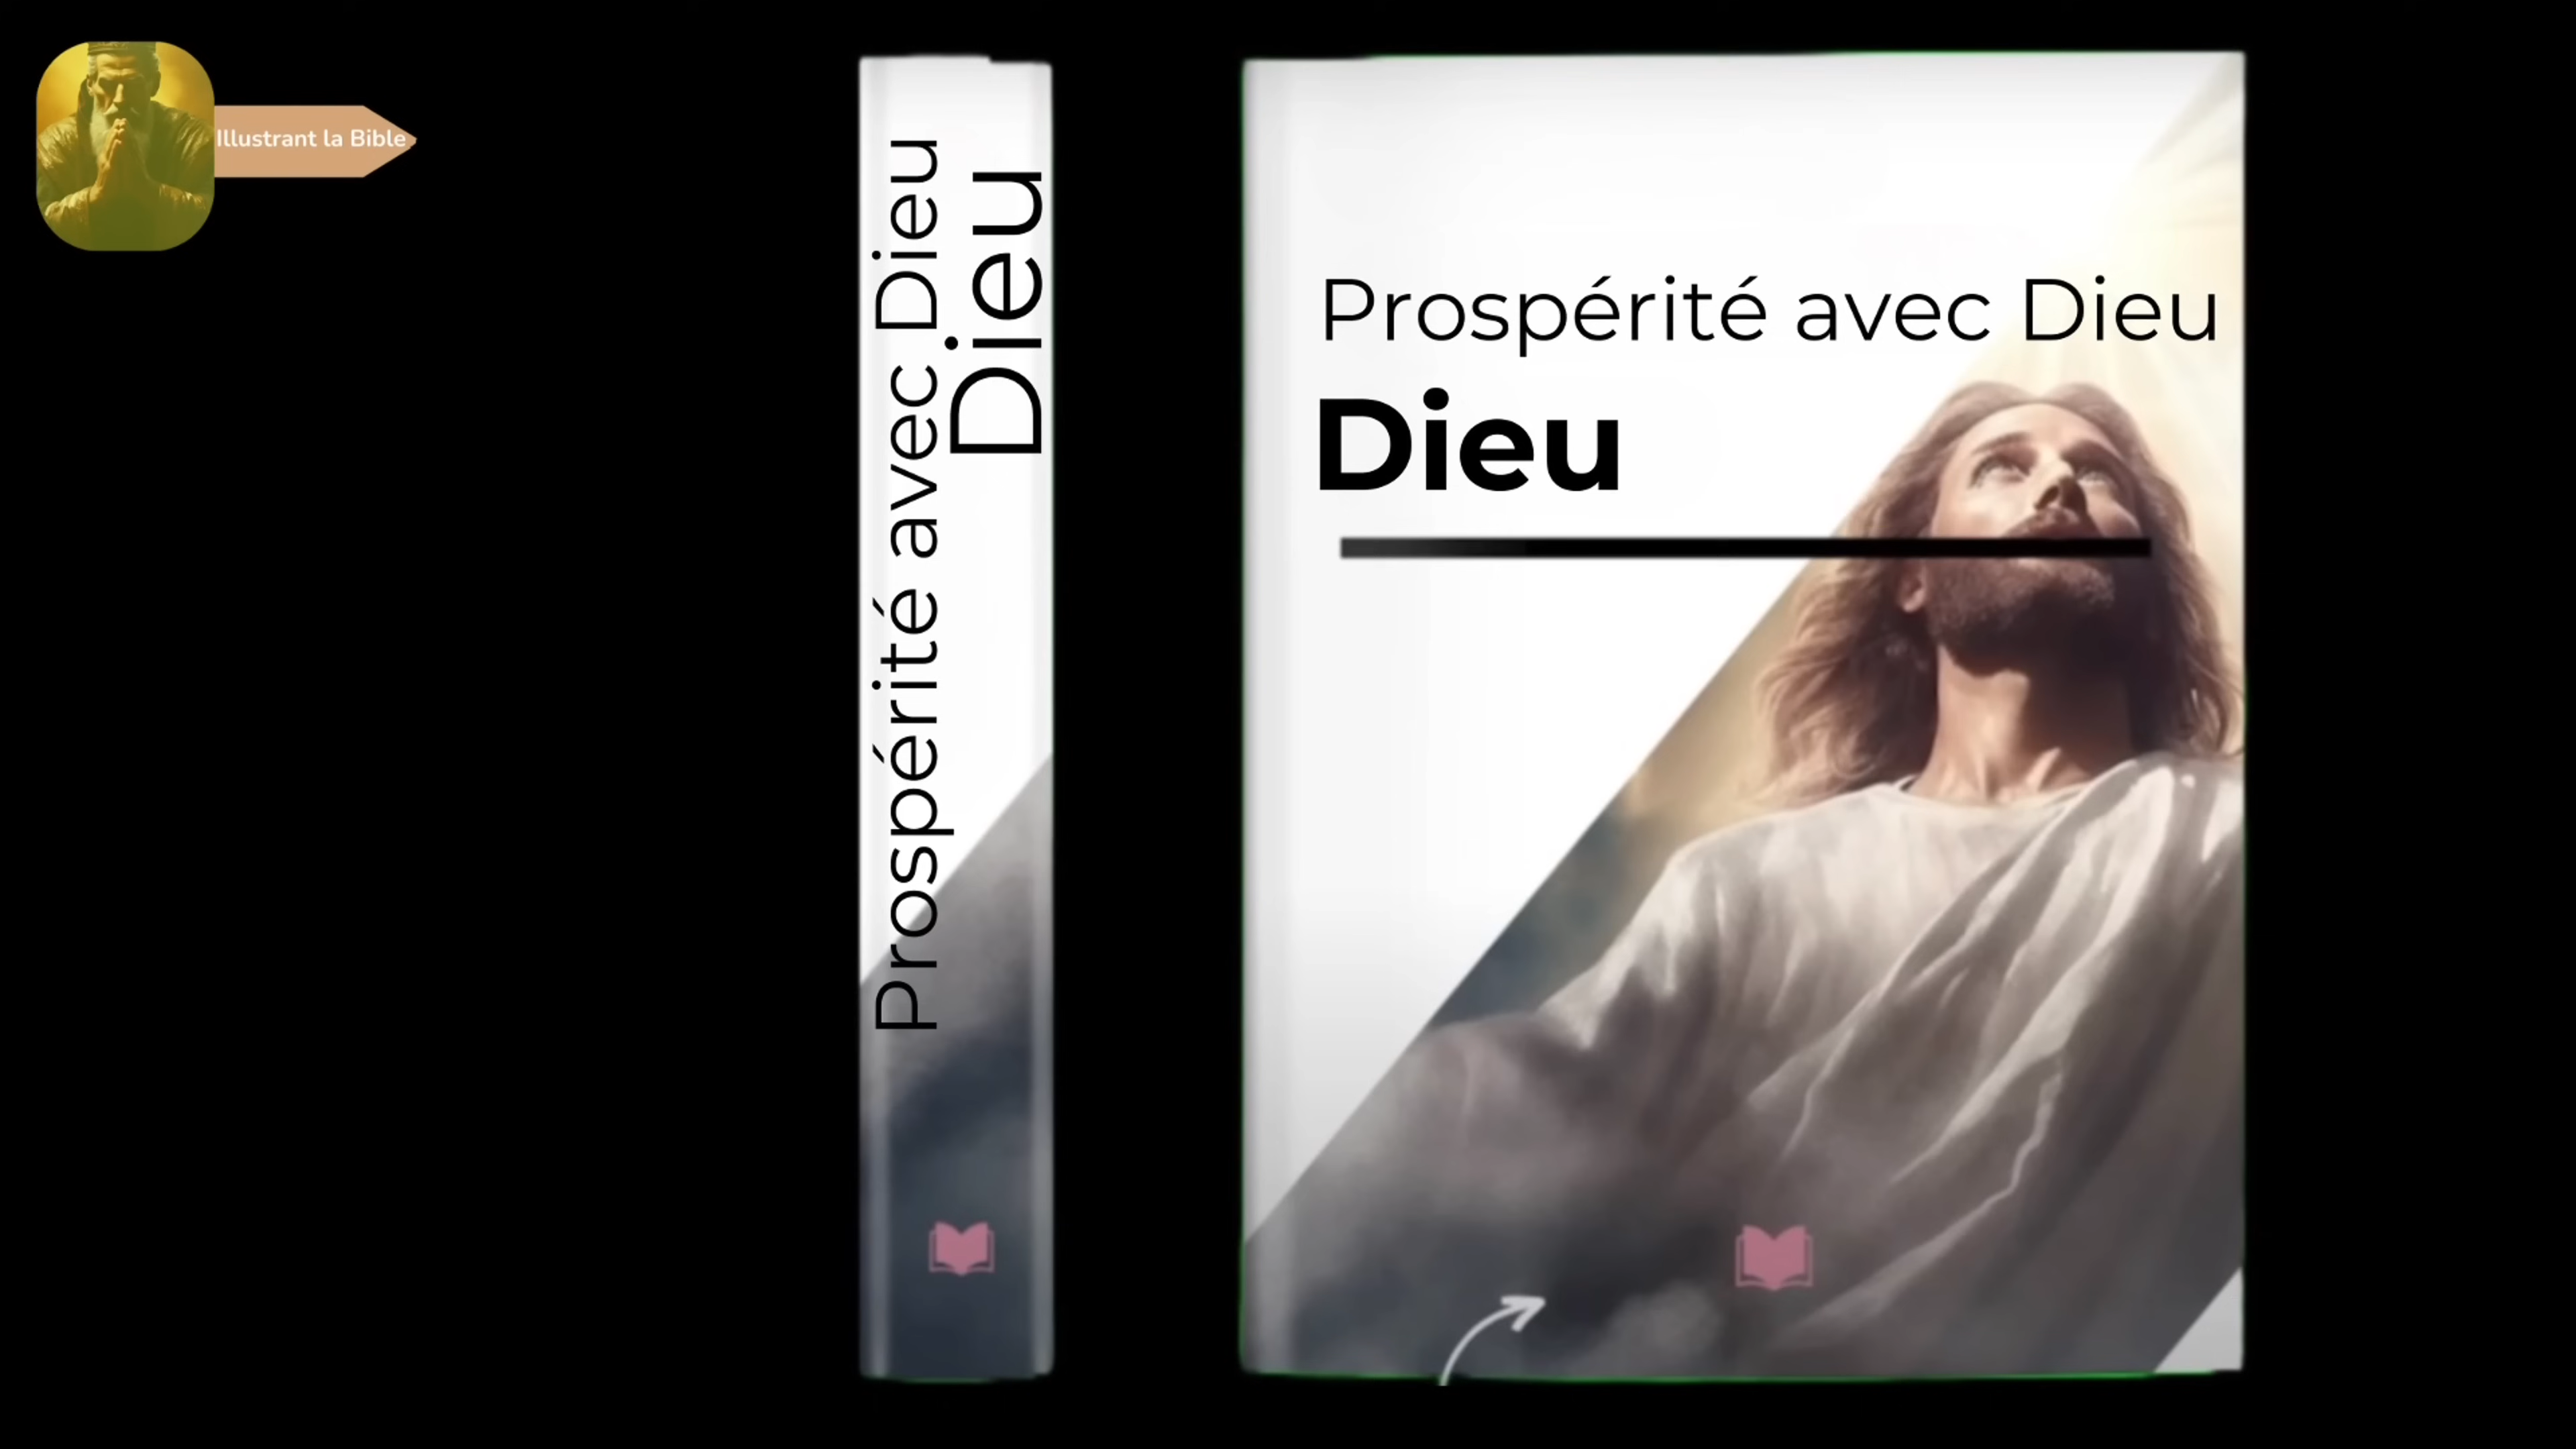 Illustrant la Bible
Prospérité avec Dieu
Dieu
Prospérité avec Dieu
Dieu